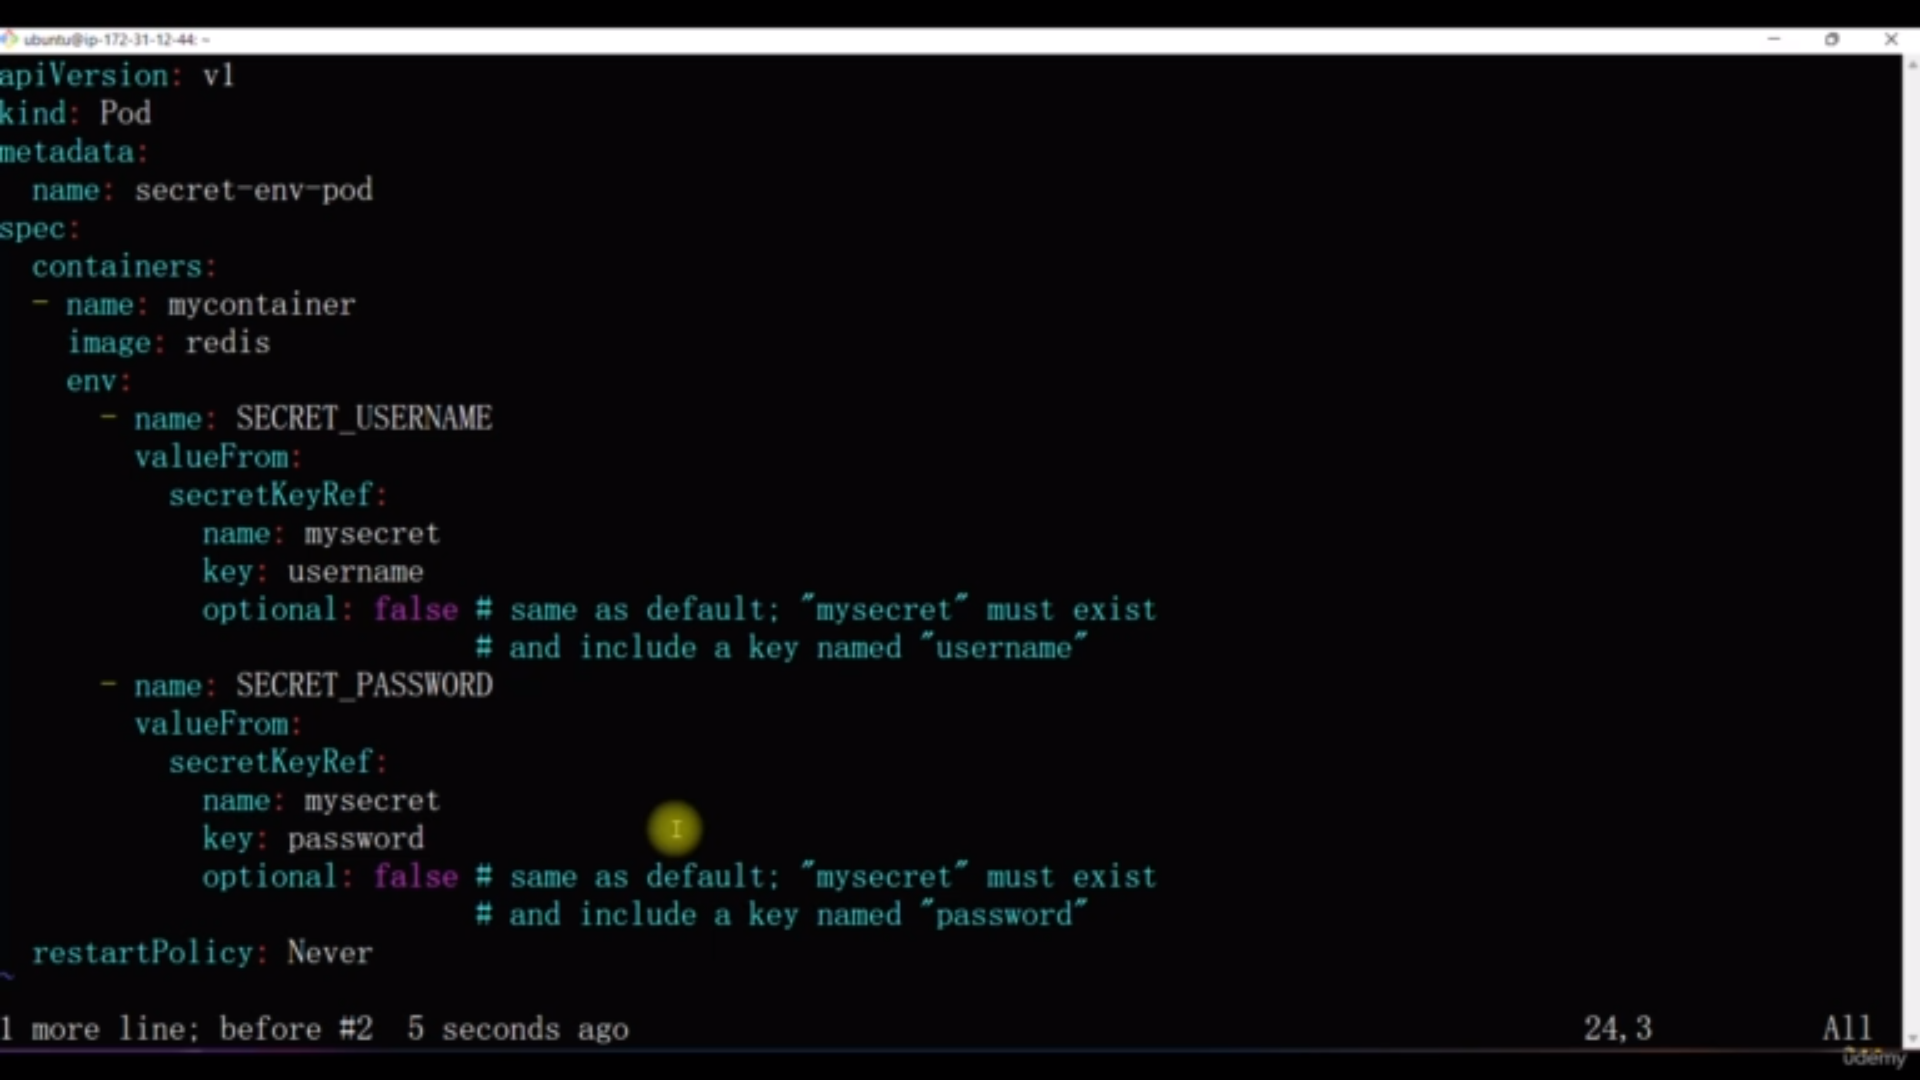 ubuntu@ip-172-31-12-44: ~
apiVersion: v1
kind: Pod
metadata:
  name: secret-env-pod
spec:
  containers:
  - name: mycontainer
    image: redis
    env:
      - name: SECRET_USERNAME
        valueFrom:
          secretKeyRef:
            name: mysecret
            key: username
            optional: false # same as default; "mysecret" must exist
                            # and include a key named "username"
      - name: SECRET_PASSWORD
        valueFrom:
          secretKeyRef:
            name: mysecret
            key: password
            optional: false # same as default; "mysecret" must exist
                            # and include a key named "password"
  restartPolicy: Never
~
1 more line; before #2  5 seconds ago 24,3 All
udemy